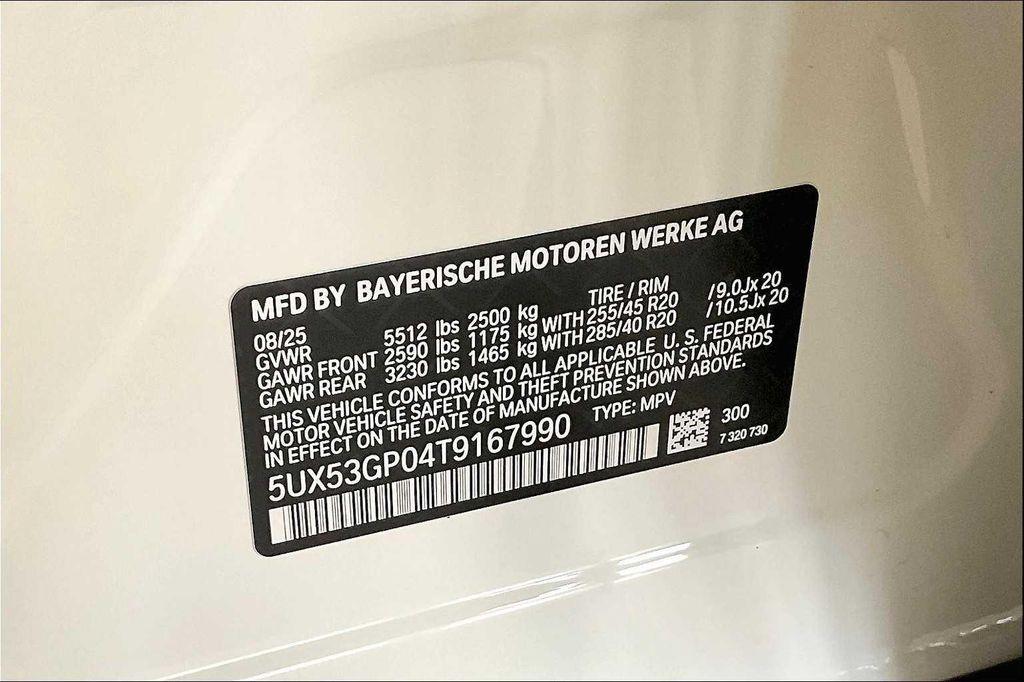 MFD BY BAYERISCHE MOTOREN WERKE AG
08/25 TIRE / RIM
GVWR 5512 lbs 2500 kg
GAWR FRONT 2590 lbs 1175 kg WITH 255/45 R20 /9.0Jx 20
GAWR REAR 3230 lbs 1465 kg WITH 285/40 R20 /10.5Jx 20
THIS VEHICLE CONFORMS TO ALL APPLICABLE U. S. FEDERAL
MOTOR VEHICLE SAFETY AND THEFT PREVENTION STANDARDS
IN EFFECT ON THE DATE OF MANUFACTURE SHOWN ABOVE.
5UX53GP04T9167990 TYPE: MPV 300
7 320 730